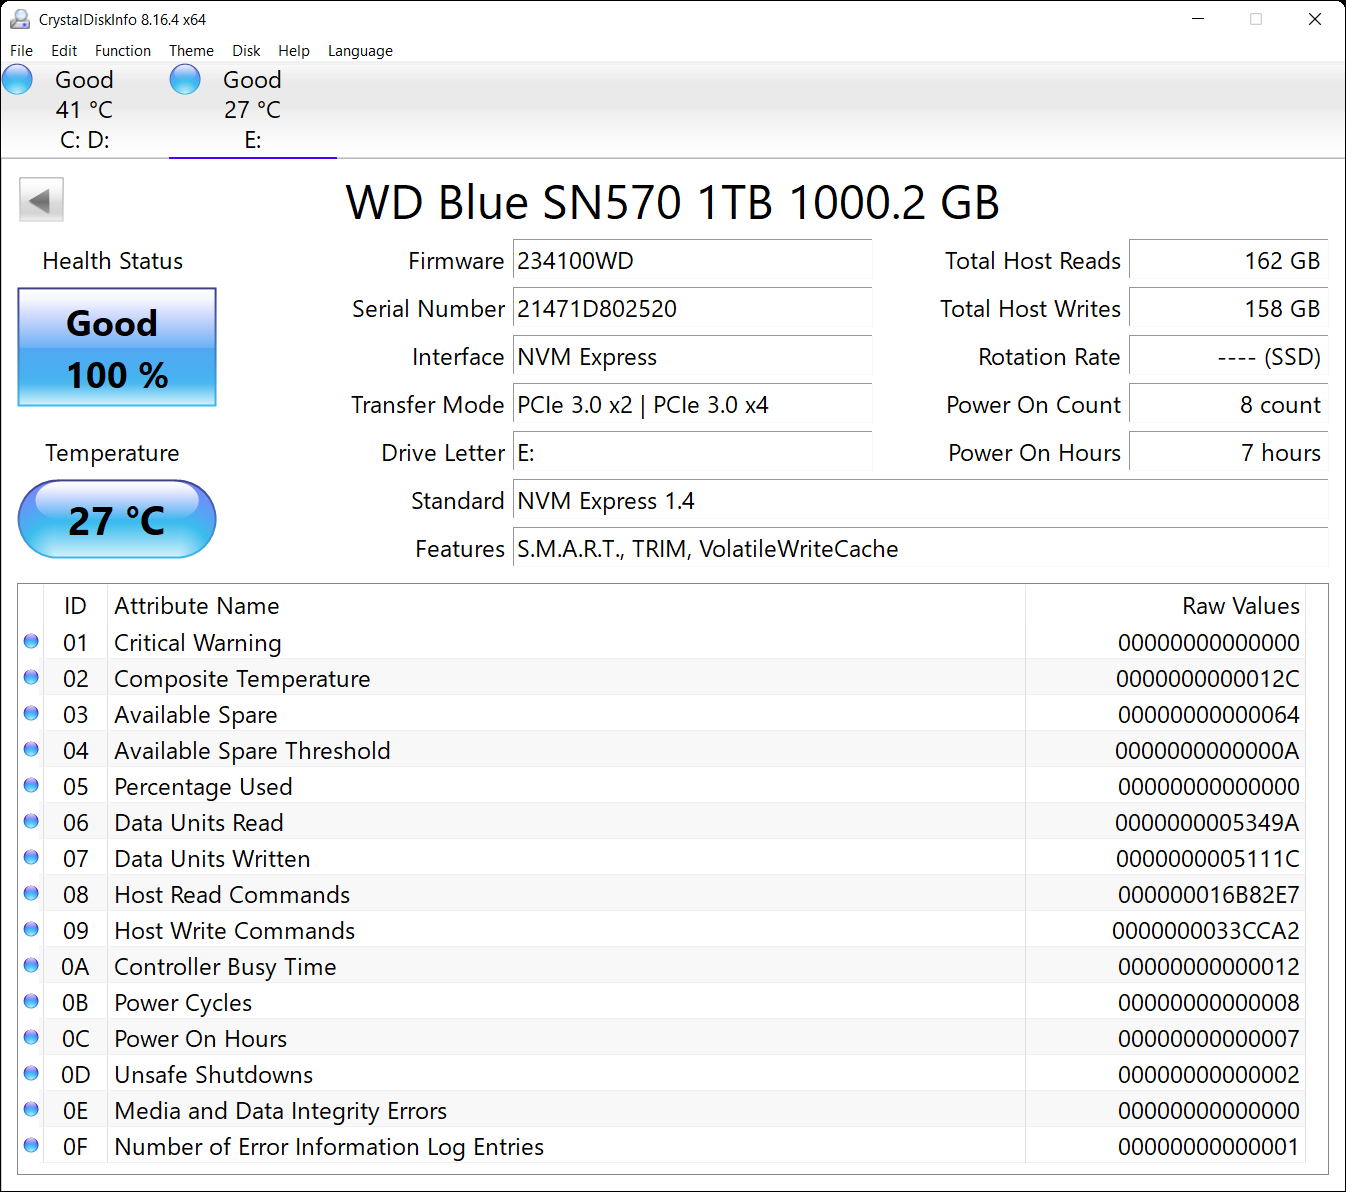 CrystalDiskInfo 8.16.4 x64
File Edit Function Theme Disk Help Language
Good Good
41 °C 27 °C
C: D: E:
WD Blue SN570 1TB 1000.2 GB
Health Status
Good
100 %
Temperature
27 °C
Firmware 234100WD
Serial Number 21471D802520
Interface NVM Express
Transfer Mode PCIe 3.0 x2 | PCIe 3.0 x4
Drive Letter E:
Standard NVM Express 1.4
Features S.M.A.R.T., TRIM, VolatileWriteCache
Total Host Reads 162 GB
Total Host Writes 158 GB
Rotation Rate ---- (SSD)
Power On Count 8 count
Power On Hours 7 hours
ID Attribute Name Raw Values
01 Critical Warning 00000000000000
02 Composite Temperature 0000000000012C
03 Available Spare 00000000000064
04 Available Spare Threshold 0000000000000A
05 Percentage Used 00000000000000
06 Data Units Read 0000000005349A
07 Data Units Written 0000000005111C
08 Host Read Commands 000000016B82E7
09 Host Write Commands 0000000033CCA2
0A Controller Busy Time 00000000000012
0B Power Cycles 00000000000008
0C Power On Hours 00000000000007
0D Unsafe Shutdowns 00000000000002
0E Media and Data Integrity Errors 00000000000000
0F Number of Error Information Log Entries 00000000000001